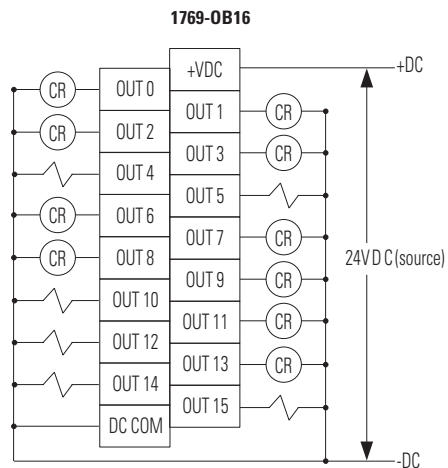 1769-OB16
+VDC
+DC
CR
OUT 0
OUT 1
CR
CR
OUT 2
OUT 3
CR
OUT 4
OUT 5
CR
OUT 6
OUT 7
CR
24V D C (source)
CR
OUT 8
OUT 9
CR
OUT 10
OUT 11
CR
OUT 12
OUT 13
CR
OUT 14
OUT 15
DC COM
-DC